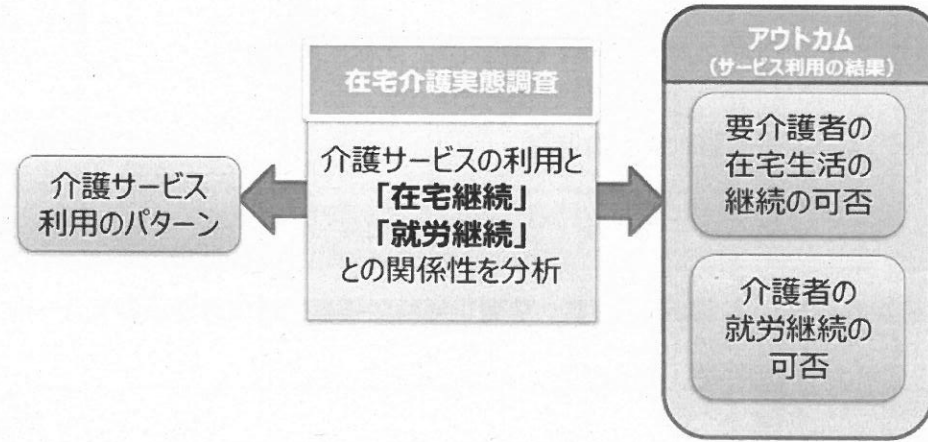 介護サービス
利用のパターン
在宅介護実態調査
介護サービスの利用と
「在宅継続」
「就労継続」
との関係性を分析
アウトカム
(サービス利用の結果)
要介護者の
在宅生活の
継続の可否
介護者の
就労継続の
可否